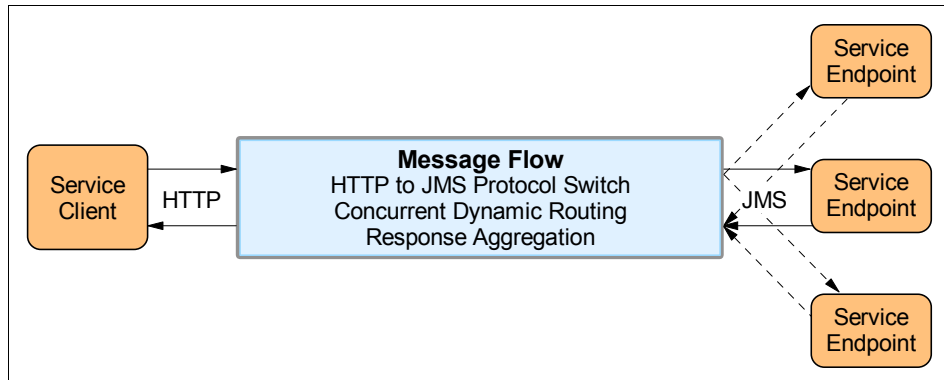 Service
Client
HTTP
Message Flow
HTTP to JMS Protocol Switch
Concurrent Dynamic Routing
Response Aggregation
JMS
Service
Endpoint
Service
Endpoint
Service
Endpoint